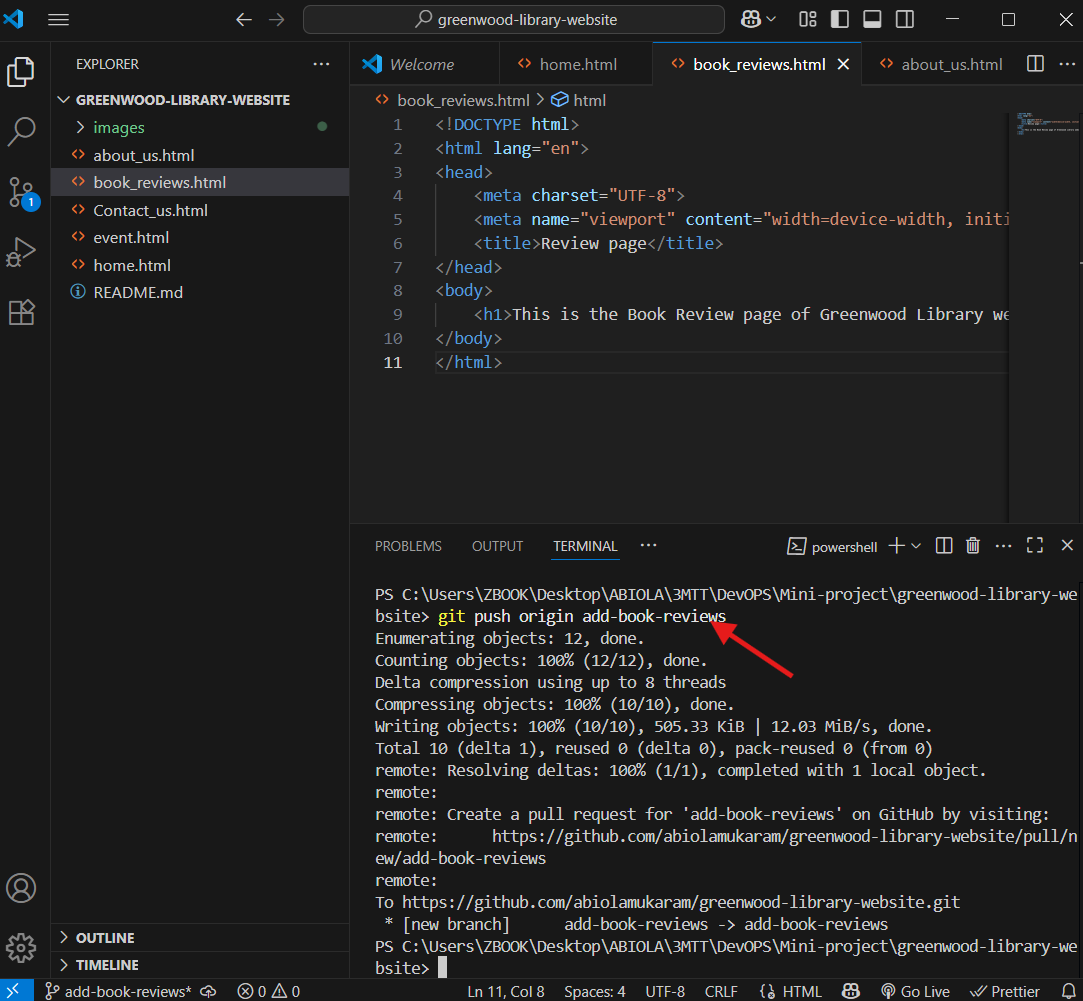 greenwood-library-website
EXPLORER
GREENWOOD-LIBRARY-WEBSITE
images
about_us.html
book_reviews.html
Contact_us.html
event.html
home.html
README.md
1
OUTLINE
TIMELINE
Welcome
home.html
book_reviews.html
about_us.html
book_reviews.html > html
1 <!DOCTYPE html>
2 <html lang="en">
3 <head>
4 <meta charset="UTF-8">
5 <meta name="viewport" content="width=device-width, initi
6 <title>Review page</title>
7 </head>
8 <body>
9 <h1>This is the Book Review page of Greenwood Library we
10 </body>
11 </html>
PROBLEMS OUTPUT TERMINAL ... powershell
PS C:\Users\ZBOOK\Desktop\ABIOLA\3MTT\DevOPS\Mini-project\greenwood-library-we
bsite> git push origin add-book-reviews
Enumerating objects: 12, done.
Counting objects: 100% (12/12), done.
Delta compression using up to 8 threads
Compressing objects: 100% (10/10), done.
Writing objects: 100% (10/10), 505.33 KiB | 12.03 MiB/s, done.
Total 10 (delta 1), reused 0 (delta 0), pack-reused 0 (from 0)
remote: Resolving deltas: 100% (1/1), completed with 1 local object.
remote:
remote: Create a pull request for 'add-book-reviews' on GitHub by visiting:
remote:      https://github.com/abiolamukaram/greenwood-library-website/pull/n
ew/add-book-reviews
remote:
To https://github.com/abiolamukaram/greenwood-library-website.git
 * [new branch]      add-book-reviews -> add-book-reviews
PS C:\Users\ZBOOK\Desktop\ABIOLA\3MTT\DevOPS\Mini-project\greenwood-library-we
bsite>
add-book-reviews* 0 0 Ln 11, Col 8 Spaces: 4 UTF-8 CRLF {} HTML Go Live Prettier